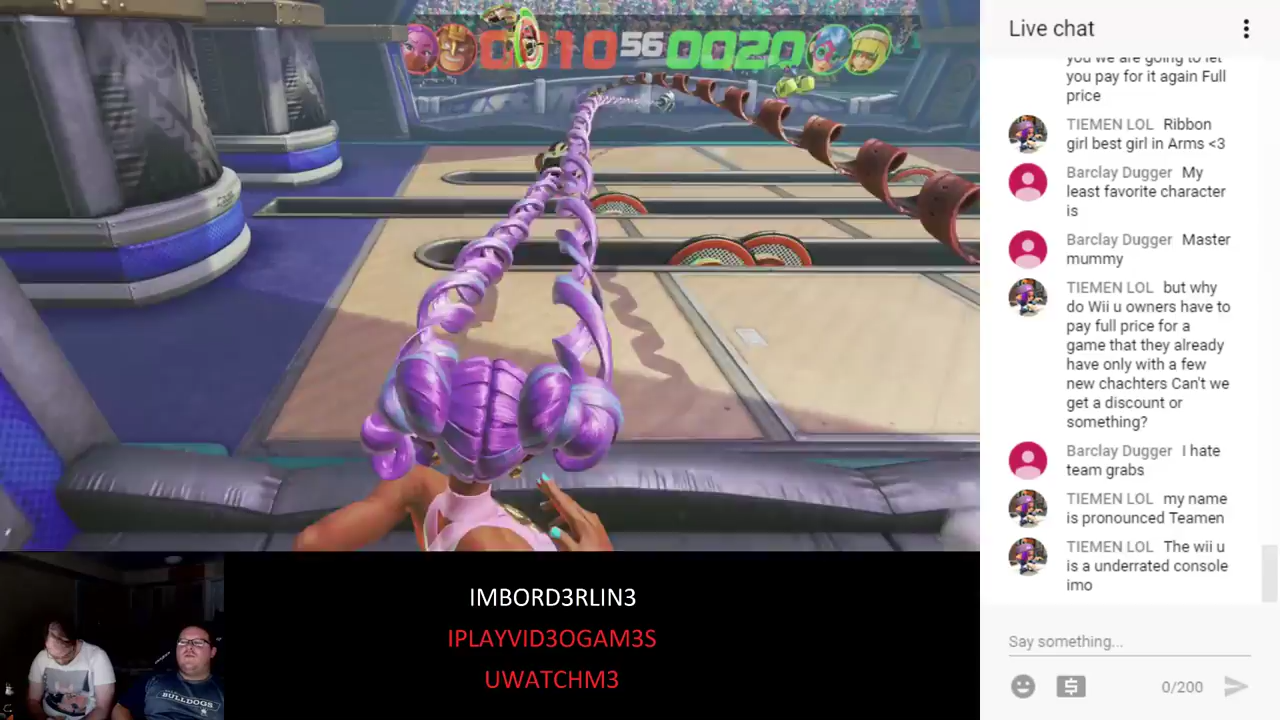 0010 56 0020
Live chat
you we are going to let
you pay for it again Full
price
TIEMEN LOL Ribbon
girl best girl in Arms <3
Barclay Dugger My
least favorite character
is
Barclay Dugger Master
mummy
TIEMEN LOL but why
do Wii u owners have to
pay full price for a
game that they already
have only with a few
new chachters Can't we
get a discount or
something?
Barclay Dugger I hate
team grabs
TIEMEN LOL my name
is pronounced Teamen
TIEMEN LOL The wii u
is a underrated console
imo
Say something...
0/200
IMBORD3RLIN3
IPLAYVID3OGAM3S
UWATCHM3
BULLDOGS